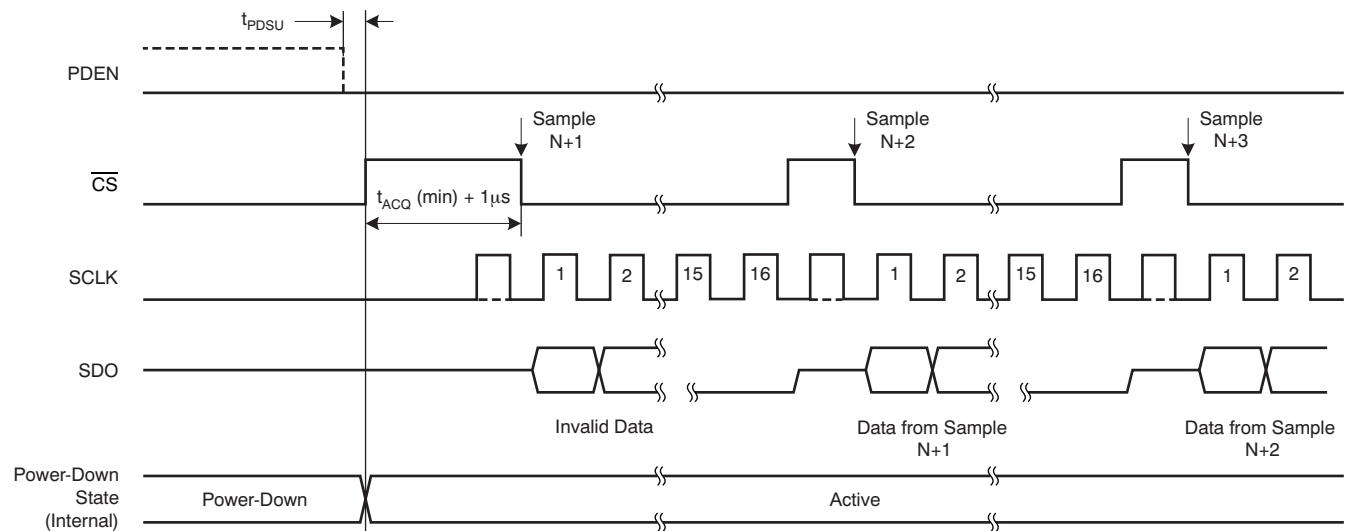 tPDSU
PDEN
Sample
N+1
Sample
N+2
Sample
N+3
CS
tACQ (min) + 1μs
SCLK
1
2
15
16
1
2
15
16
1
2
SDO
Invalid Data
Data from Sample
N+1
Data from Sample
N+2
Power-Down
State
(Internal)
Power-Down
Active